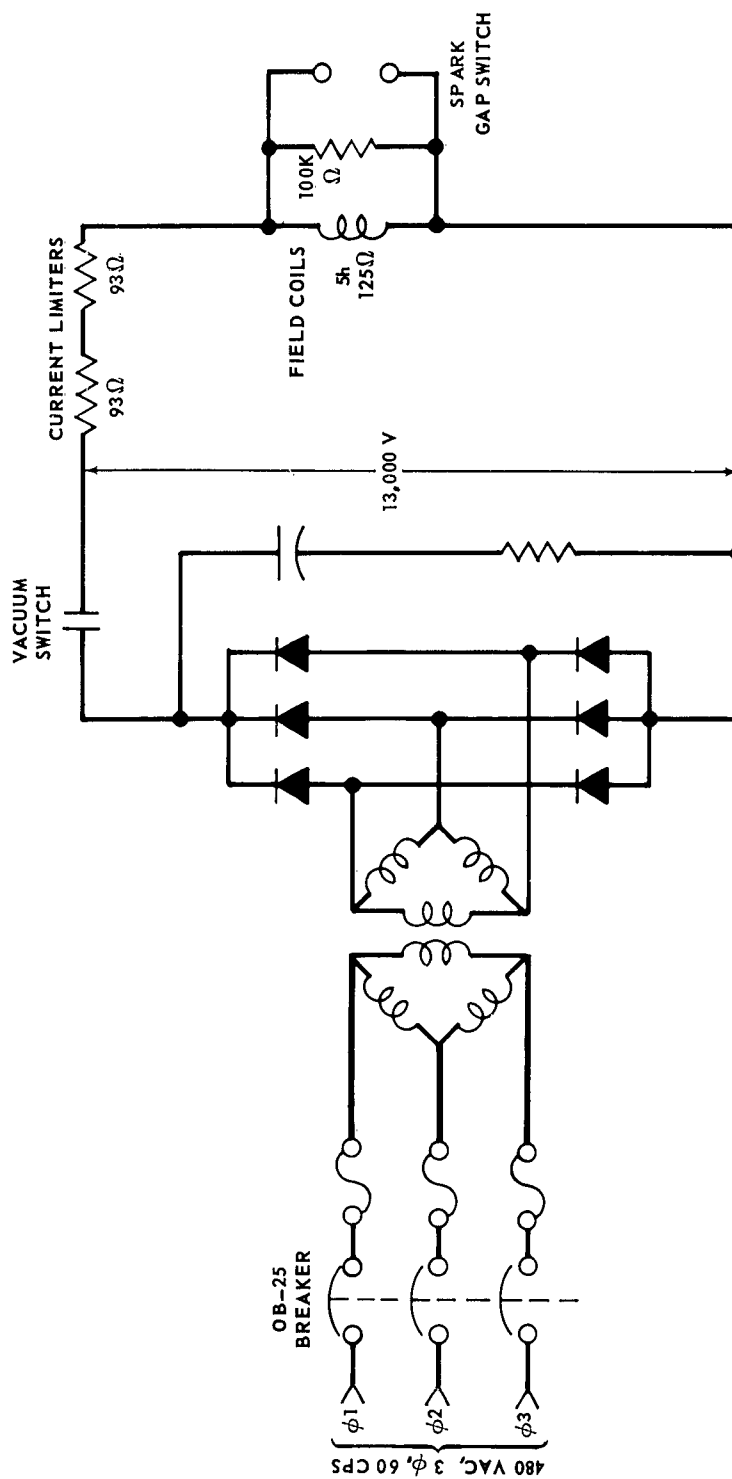 480 VAC, 3 ϕ, 60 CPS
ϕ1
ϕ2
ϕ3
OB-25
BREAKER
VACUUM
SWITCH
13,000 V
CURRENT LIMITERS
93Ω
93Ω
FIELD COILS
5h
125Ω
100K
Ω
SPARK
GAP SWITCH